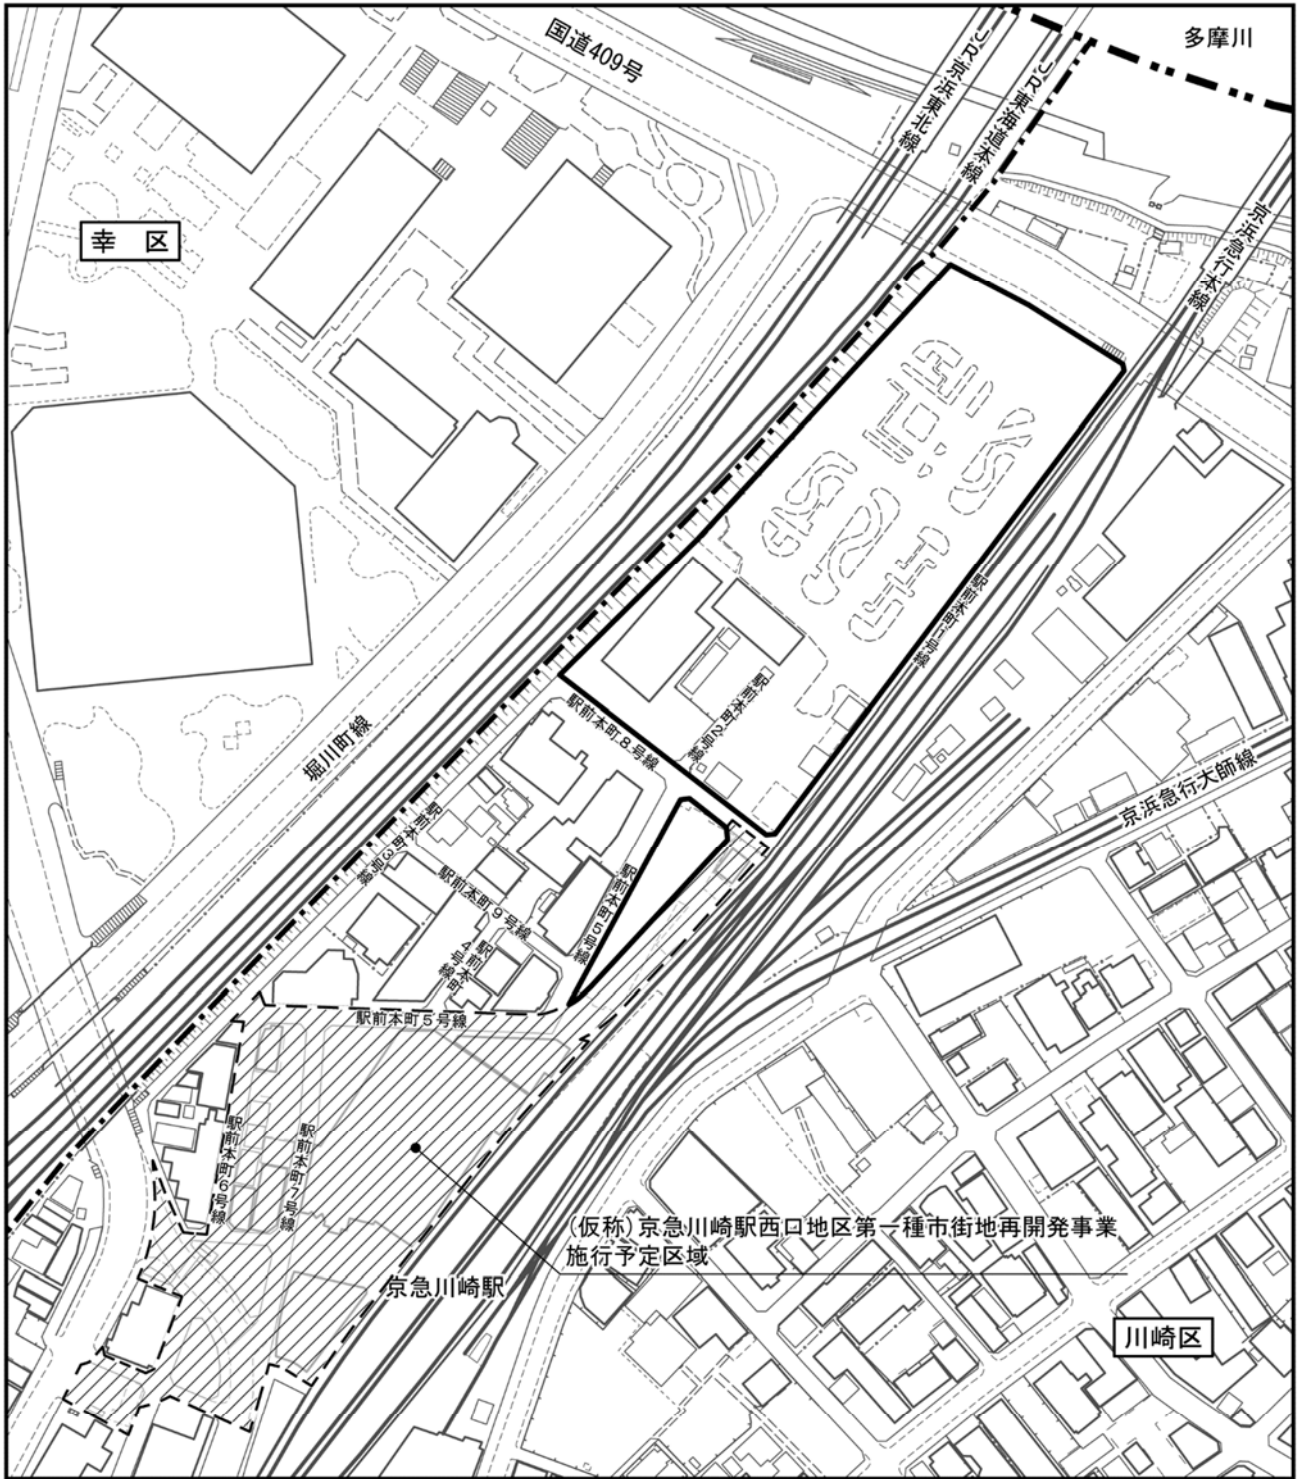 多摩川
国道409号
JR京浜東北線
JR東海道本線
京浜急行本線
幸 区
駅前本町11号線
駅前本町2号線
駅前本町8号線
堀川町線
京浜急行大師線
駅前本町3号線
駅前本町9号線
駅前本町5号線
駅前本町4号線
駅前本町5号線
駅前本町6号線
駅前本町7号線
(仮称)京急川崎駅西口地区第一種市街地再開発事業
施行予定区域
京急川崎駅
川崎区